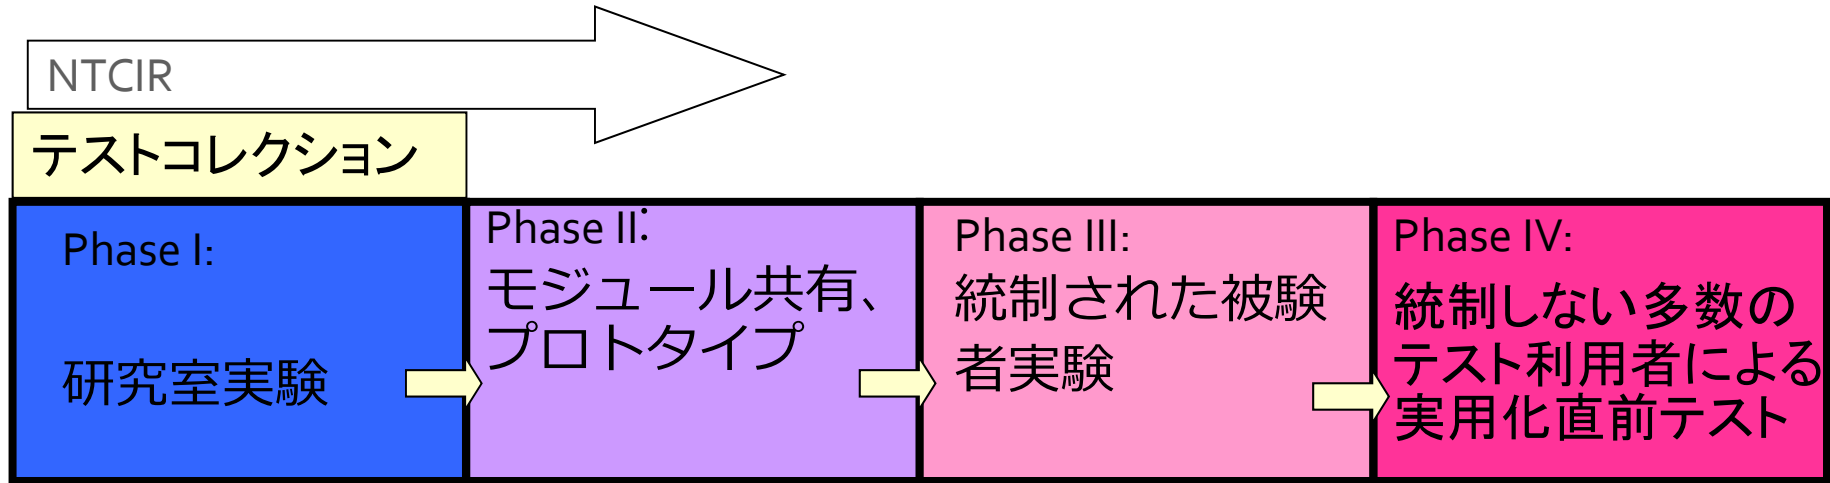 NTCIR
テストコレクション
Phase I:
研究室実験
Phase II:
モジュール共有、
プロトタイプ
Phase III:
統制された被験
者実験
Phase IV:
統制しない多数の
テスト利用者による
実用化直前テスト